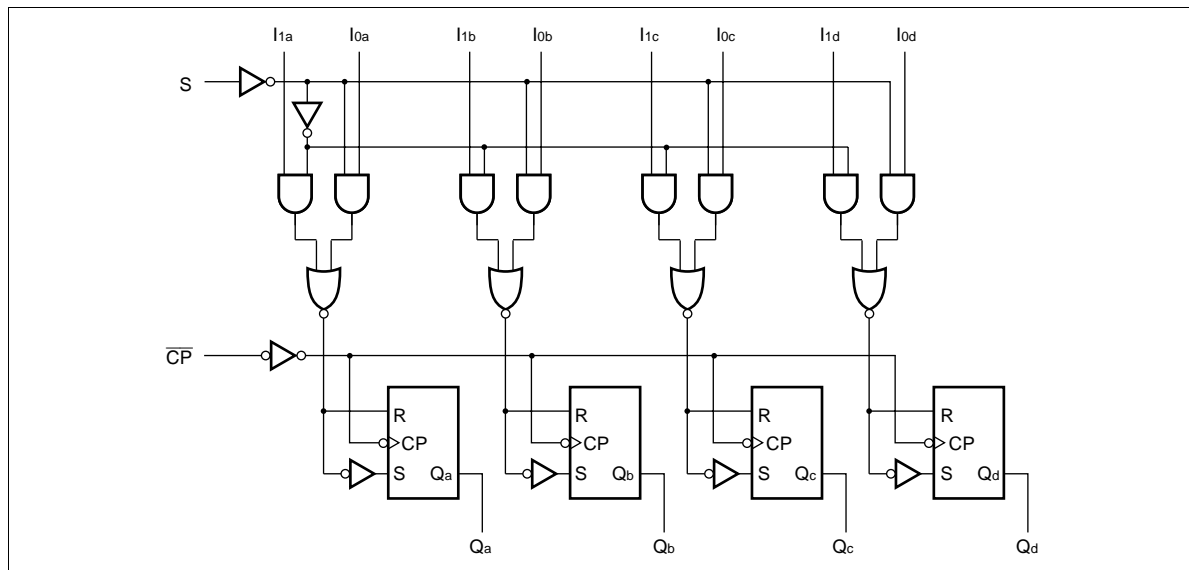 I1a I0a I1b I0b I1c I0c I1d I0d
S
C̅P̅
R R R R
CP CP CP CP
S Qa S Qb S Qc S Qd
Qa Qb Qc Qd